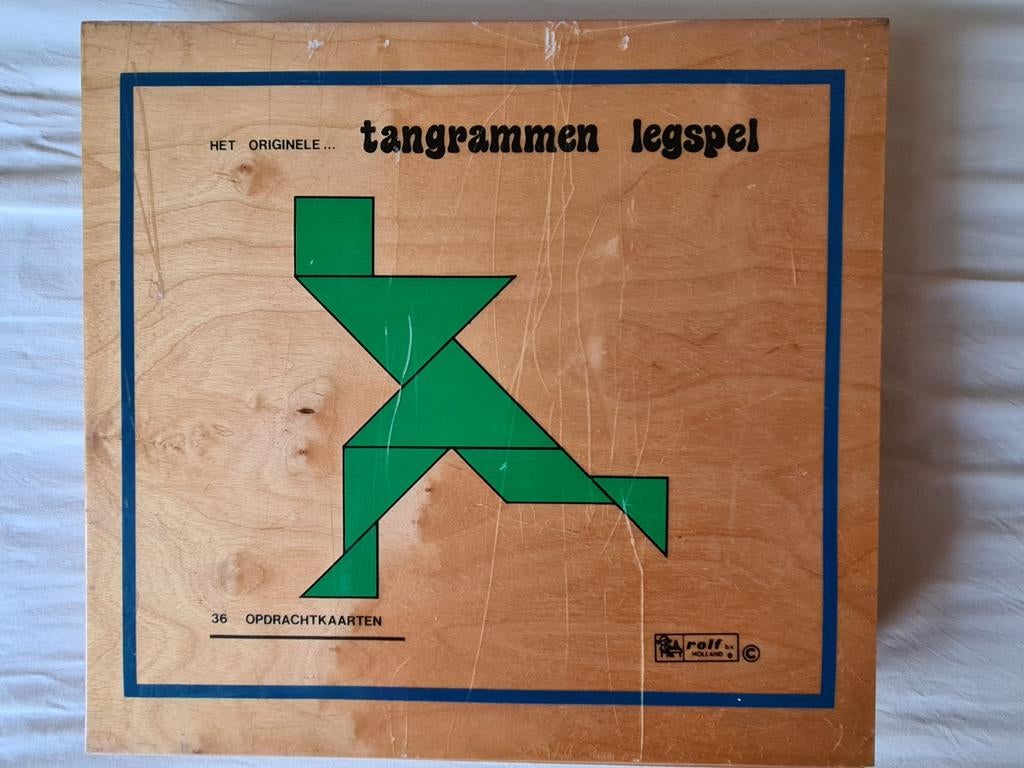 HET ORIGINELE... tangrammen legspel
36 OPDRACHTKAARTEN
rolf b.v.
HOLLAND ©